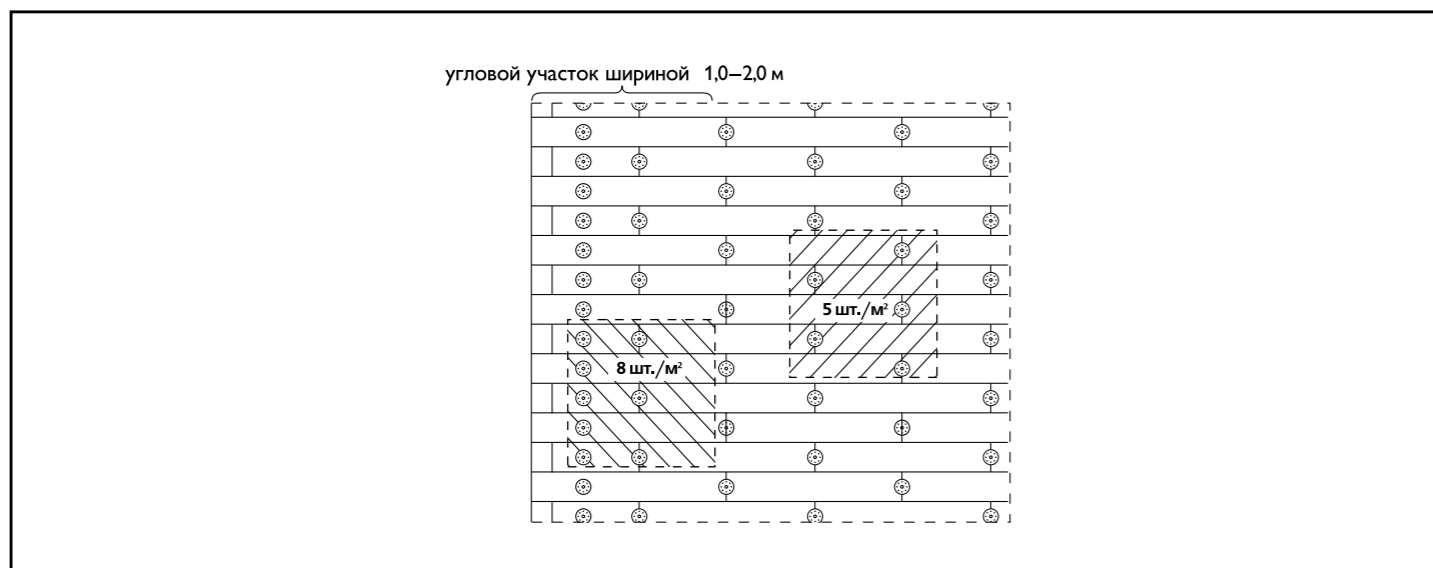 угловой участок шириной 1,0–2,0 м
5 шт./м²
8 шт./м²